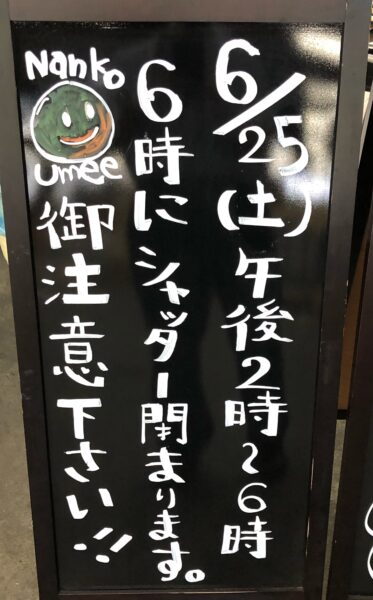 6/25(土)午後2時~6時
6時にシャッター閉まります。
Nanko
umee
御注意下さい!!